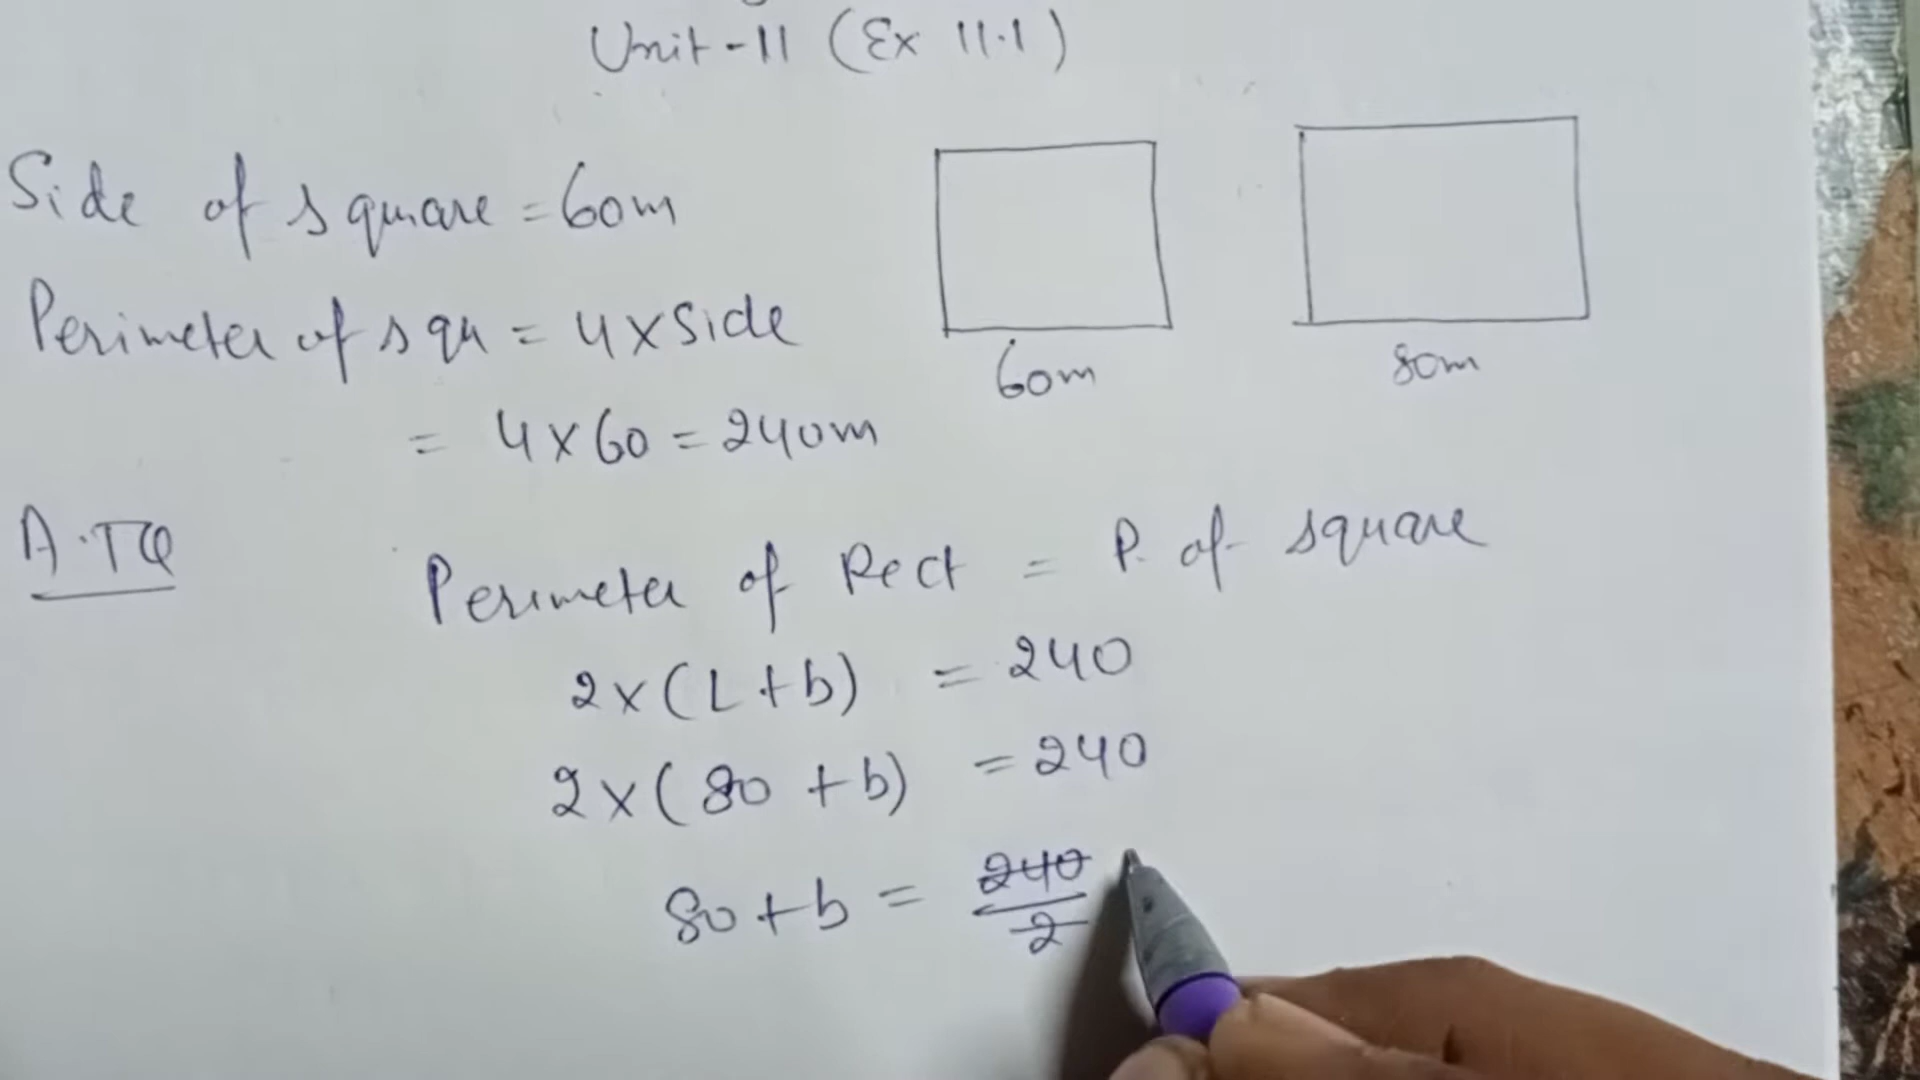 Unit-11 (Ex 11.1)
Side of square = 60m
Perimeter of squ = 4 x Side
= 4 x 60 = 240m
60m
80m
A.TQ
Perimeter of Rect = P. of square
2 x (L + b) = 240
2 x (80 + b) = 240
80 + b = 240/2